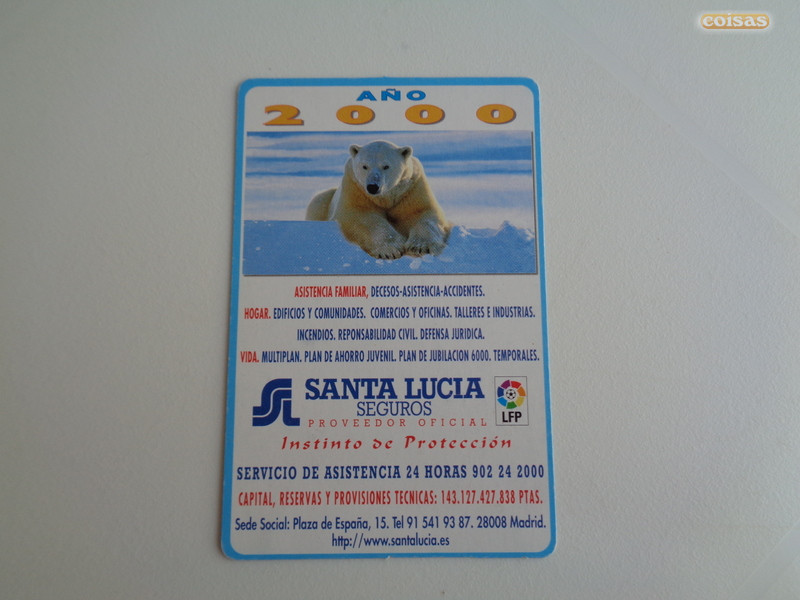 coisas
AÑO
2000
ASISTENCIA FAMILIAR, DECESOS-ASISTENCIA-ACCIDENTES.
HOGAR. EDIFICIOS Y COMUNIDADES. COMERCIOS Y OFICINAS. TALLERES E INDUSTRIAS.
INCENDIOS. REPONSABILIDAD CIVIL. DEFENSA JURIDICA.
VIDA. MULTIPLAN. PLAN DE AHORRO JUVENIL. PLAN DE JUBILACION 6000. TEMPORALES.
SANTA LUCIA
SEGUROS
PROVEEDOR OFICIAL
LFP
Instinto de Protección
SERVICIO DE ASISTENCIA 24 HORAS 902 24 2000
CAPITAL, RESERVAS Y PROVISIONES TECNICAS: 143.127.427.838 PTAS.
Sede Social: Plaza de España, 15. Tel 91 541 93 87. 28008 Madrid.
http://www.santalucia.es